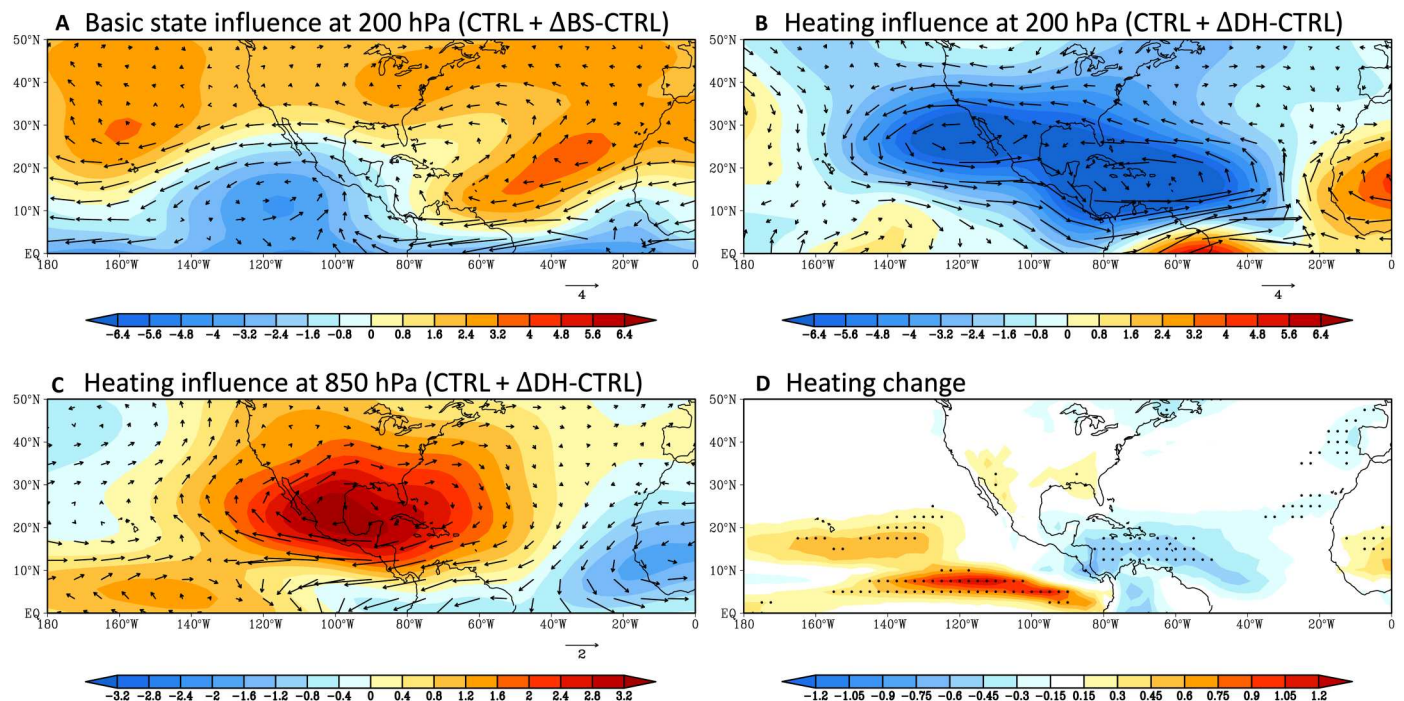 A Basic state influence at 200 hPa (CTRL + ΔBS-CTRL)
50°N
40°N
30°N
20°N
10°N
EQ
180 160°W 140°W 120°W 100°W 80°W 60°W 40°W 20°W 0
4
-6.4 -5.6 -4.8 -4 -3.2 -2.4 -1.6 -0.8 0 0.8 1.6 2.4 3.2 4 4.8 5.6 6.4
B Heating influence at 200 hPa (CTRL + ΔDH-CTRL)
50°N
40°N
30°N
20°N
10°N
EQ
180 160°W 140°W 120°W 100°W 80°W 60°W 40°W 20°W 0
4
-6.4 -5.6 -4.8 -4 -3.2 -2.4 -1.6 -0.8 0 0.8 1.6 2.4 3.2 4 4.8 5.6 6.4
C Heating influence at 850 hPa (CTRL + ΔDH-CTRL)
50°N
40°N
30°N
20°N
10°N
EQ
180 160°W 140°W 120°W 100°W 80°W 60°W 40°W 20°W 0
2
-3.2 -2.8 -2.4 -2 -1.6 -1.2 -0.8 -0.4 0 0.4 0.8 1.2 1.6 2 2.4 2.8 3.2
D Heating change
50°N
40°N
30°N
20°N
10°N
EQ
180 160°W 140°W 120°W 100°W 80°W 60°W 40°W 20°W 0
-1.2 -1.05 -0.9 -0.75 -0.6 -0.45 -0.3 -0.15 0.15 0.3 0.45 0.6 0.75 0.9 1.05 1.2